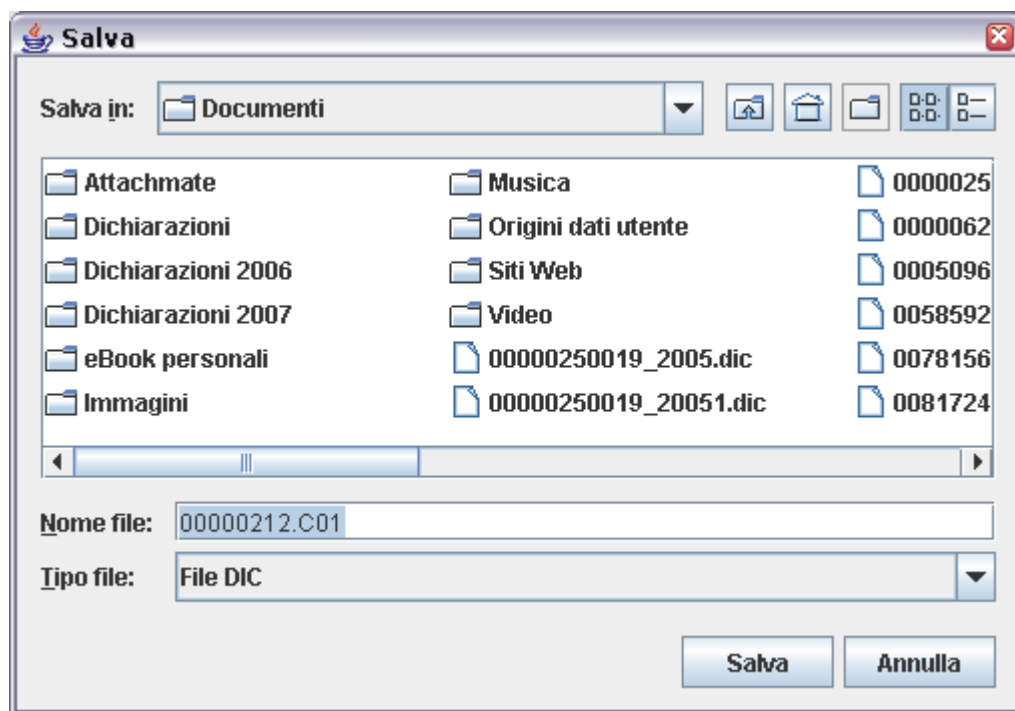 Salva
Salva in: Documenti
Attachmate
Dichiarazioni
Dichiarazioni 2006
Dichiarazioni 2007
eBook personali
Immagini
Musica
Origini dati utente
Siti Web
Video
00000250019_2005.dic
00000250019_20051.dic
0000025
0000062
0005096
0058592
0078156
0081724
Nome file: 00000212.C01
Tipo file: File DIC
Salva Annulla